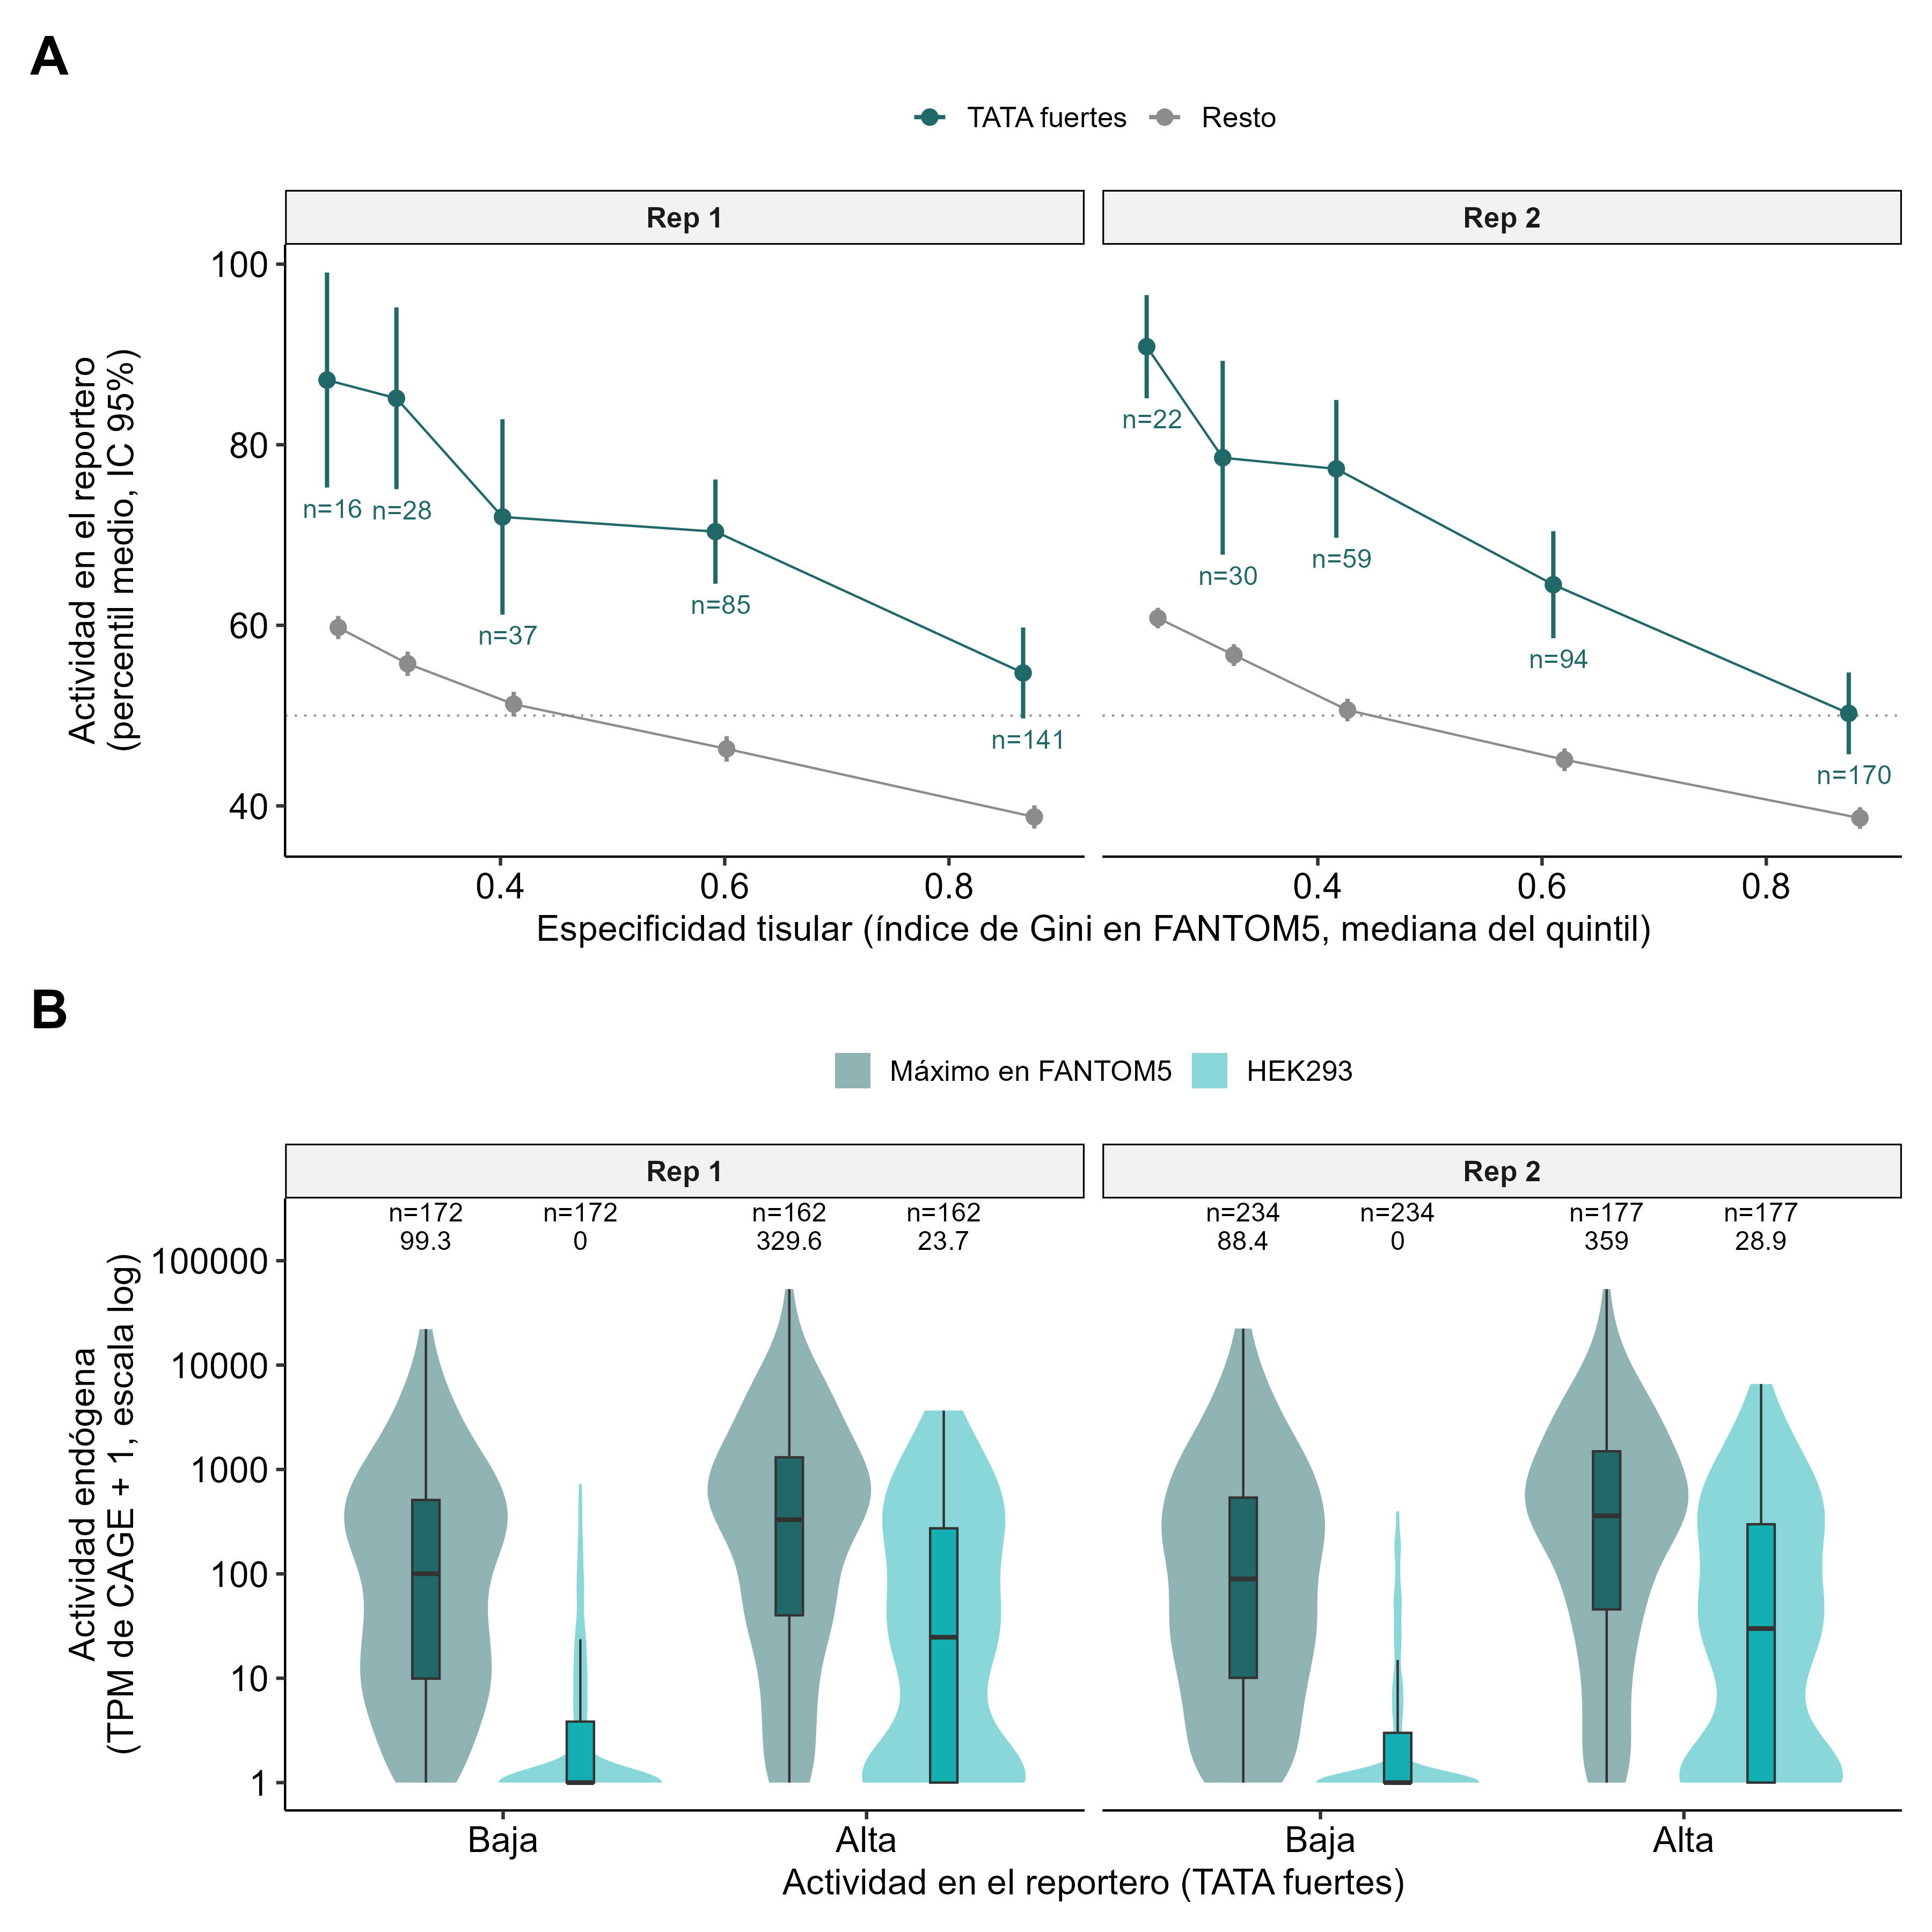 A
TATA fuertes Resto
Rep 1 Rep 2
Actividad en el reportero
(percentil medio, IC 95%)
100
80
60
40
n=16 n=28 n=37 n=85 n=141
n=22 n=30 n=59 n=94 n=170
0.4 0.6 0.8 0.4 0.6 0.8
Especificidad tisular (índice de Gini en FANTOM5, mediana del quintil)
B
Máximo en FANTOM5 HEK293
Rep 1 Rep 2
n=172 n=172 n=162 n=162 n=234 n=234 n=177 n=177
99.3 0 329.6 23.7 88.4 0 359 28.9
Actividad endógena
(TPM de CAGE + 1, escala log)
100000
10000
1000
100
10
1
Baja Alta Baja Alta
Actividad en el reportero (TATA fuertes)